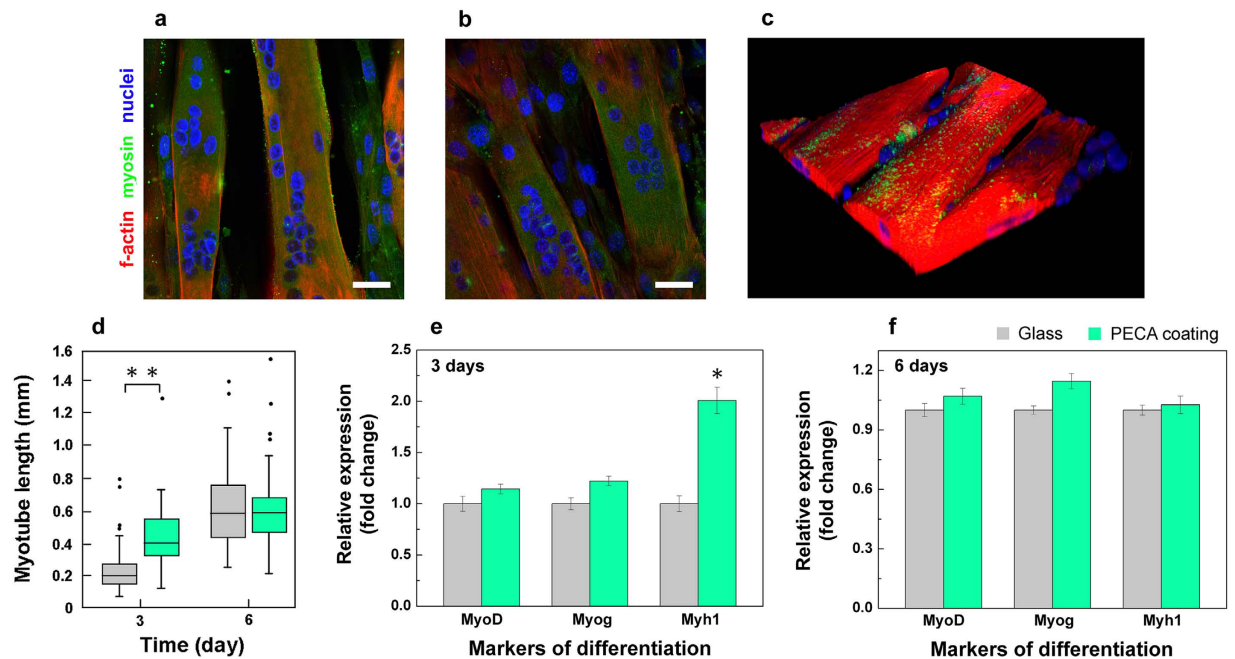 a
b
c
f-actin myosin nuclei
d
1.6
1.4
1.2
1.0
0.8
0.6
0.4
0.2
0
* *
3
6
Myotube length (mm)
Time (day)
e
3 days
2.5
2.0
1.5
1.0
0.5
0.0
*
MyoD
Myog
Myh1
Relative expression
(fold change)
Markers of differentiation
f
Glass
PECA coating
6 days
1.2
0.9
0.6
0.3
0.0
MyoD
Myog
Myh1
Relative expression
(fold change)
Markers of differentiation